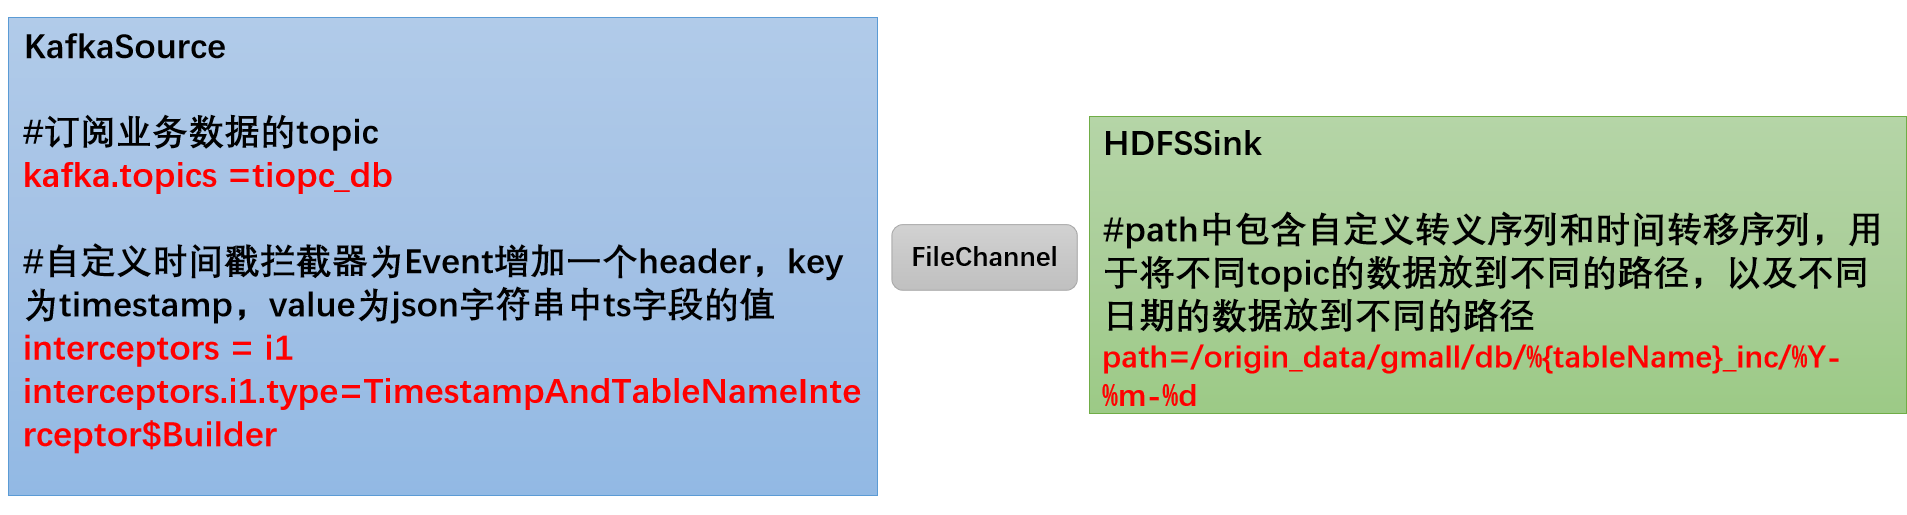 KafkaSource
#订阅业务数据的topic
kafka.topics =tiopc_db
#自定义时间戳拦截器为Event增加一个header，key
为timestamp，value为json字符串中ts字段的值
interceptors = i1
interceptors.i1.type=TimestampAndTableNameInte
rceptor$Builder
FileChannel
HDFSSink
#path中包含自定义转义序列和时间转移序列，用
于将不同topic的数据放到不同的路径，以及不同
日期的数据放到不同的路径
path=/origin_data/gmall/db/%{tableName}_inc/%Y-
%m-%d